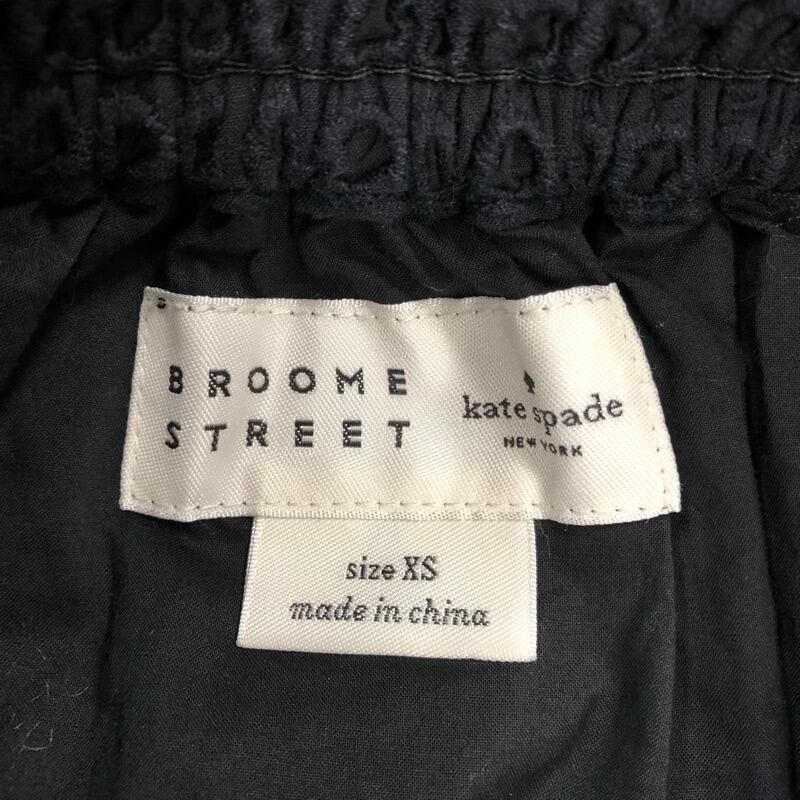 BROOME
STREET
kate spade
NEW YORK
size XS
made in china